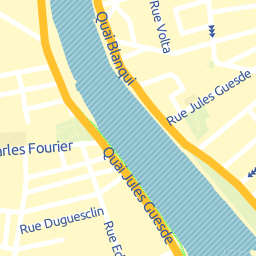 Quai Blanqui
Rue Volta
Rue Jules Guesde
arles Fourier
Quai Jules Guesde
Rue Duguesclin
Rue Ed